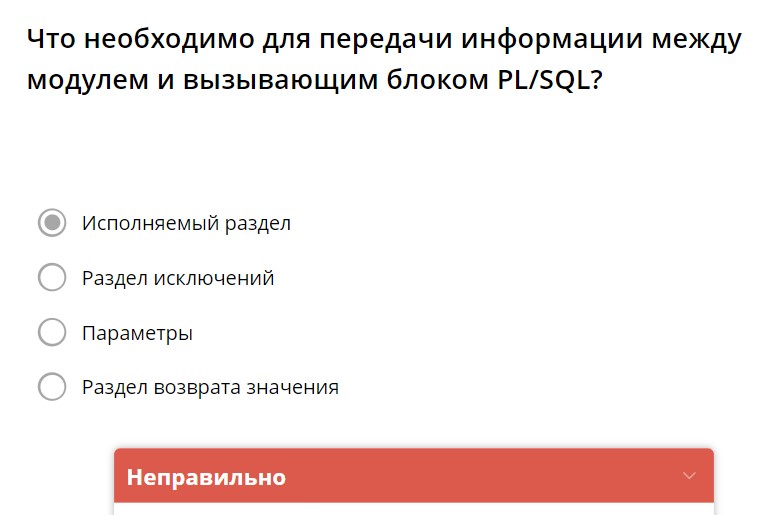 Что необходимо для передачи информации между
модулем и вызывающим блоком PL/SQL?
Исполняемый раздел
Раздел исключений
Параметры
Раздел возврата значения
Неправильно